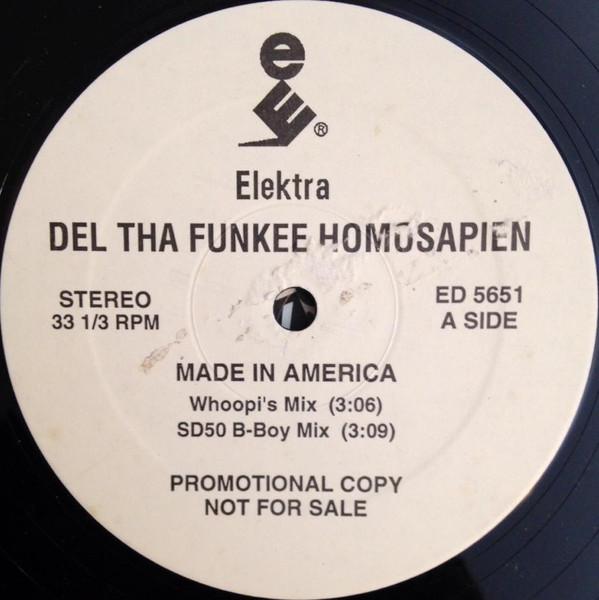 e
E
®
Elektra
DEL THA FUNKEE HOMOSAPIEN
STEREO
33 1/3 RPM
ED 5651
A SIDE
MADE IN AMERICA
Whoopi's Mix (3:06)
SD50 B-Boy Mix (3:09)
PROMOTIONAL COPY
NOT FOR SALE